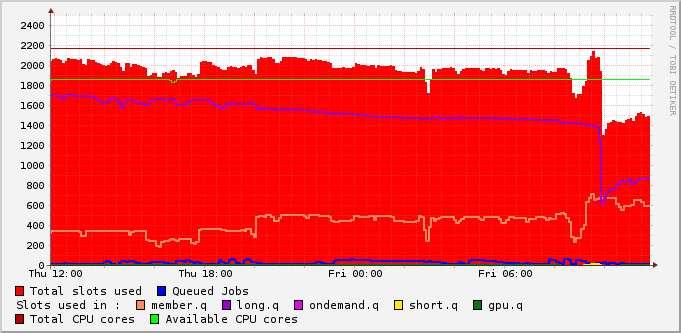 RRDTOOL / TOBI OETIKER
2400
2200
2000
1800
1600
1400
1200
1000
800
600
400
200
0
Thu 12:00 Thu 18:00 Fri 00:00 Fri 06:00
Total slots used Queued Jobs
Slots used in : member.q long.q ondemand.q short.q gpu.q
Total CPU cores Available CPU cores